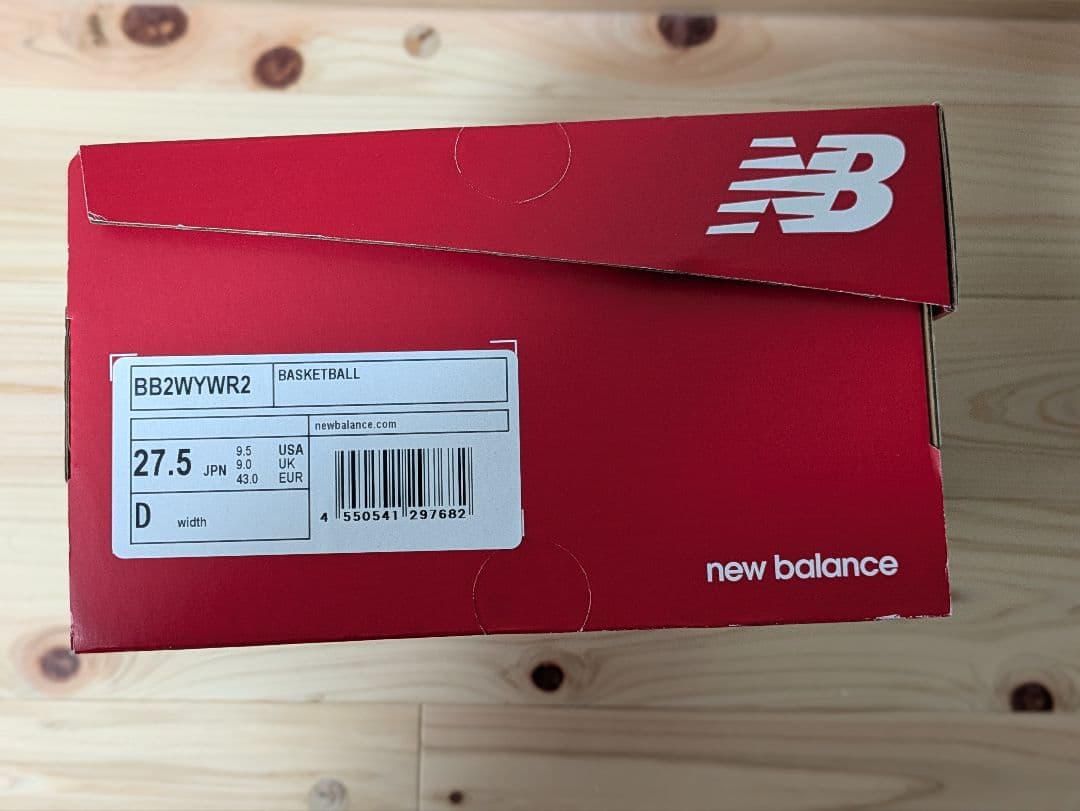 NB
BB2WYWR2
BASKETBALL
newbalance.com
27.5 JPN
9.5 USA
9.0 UK
43.0 EUR
D width
4 550541 297682
new balance